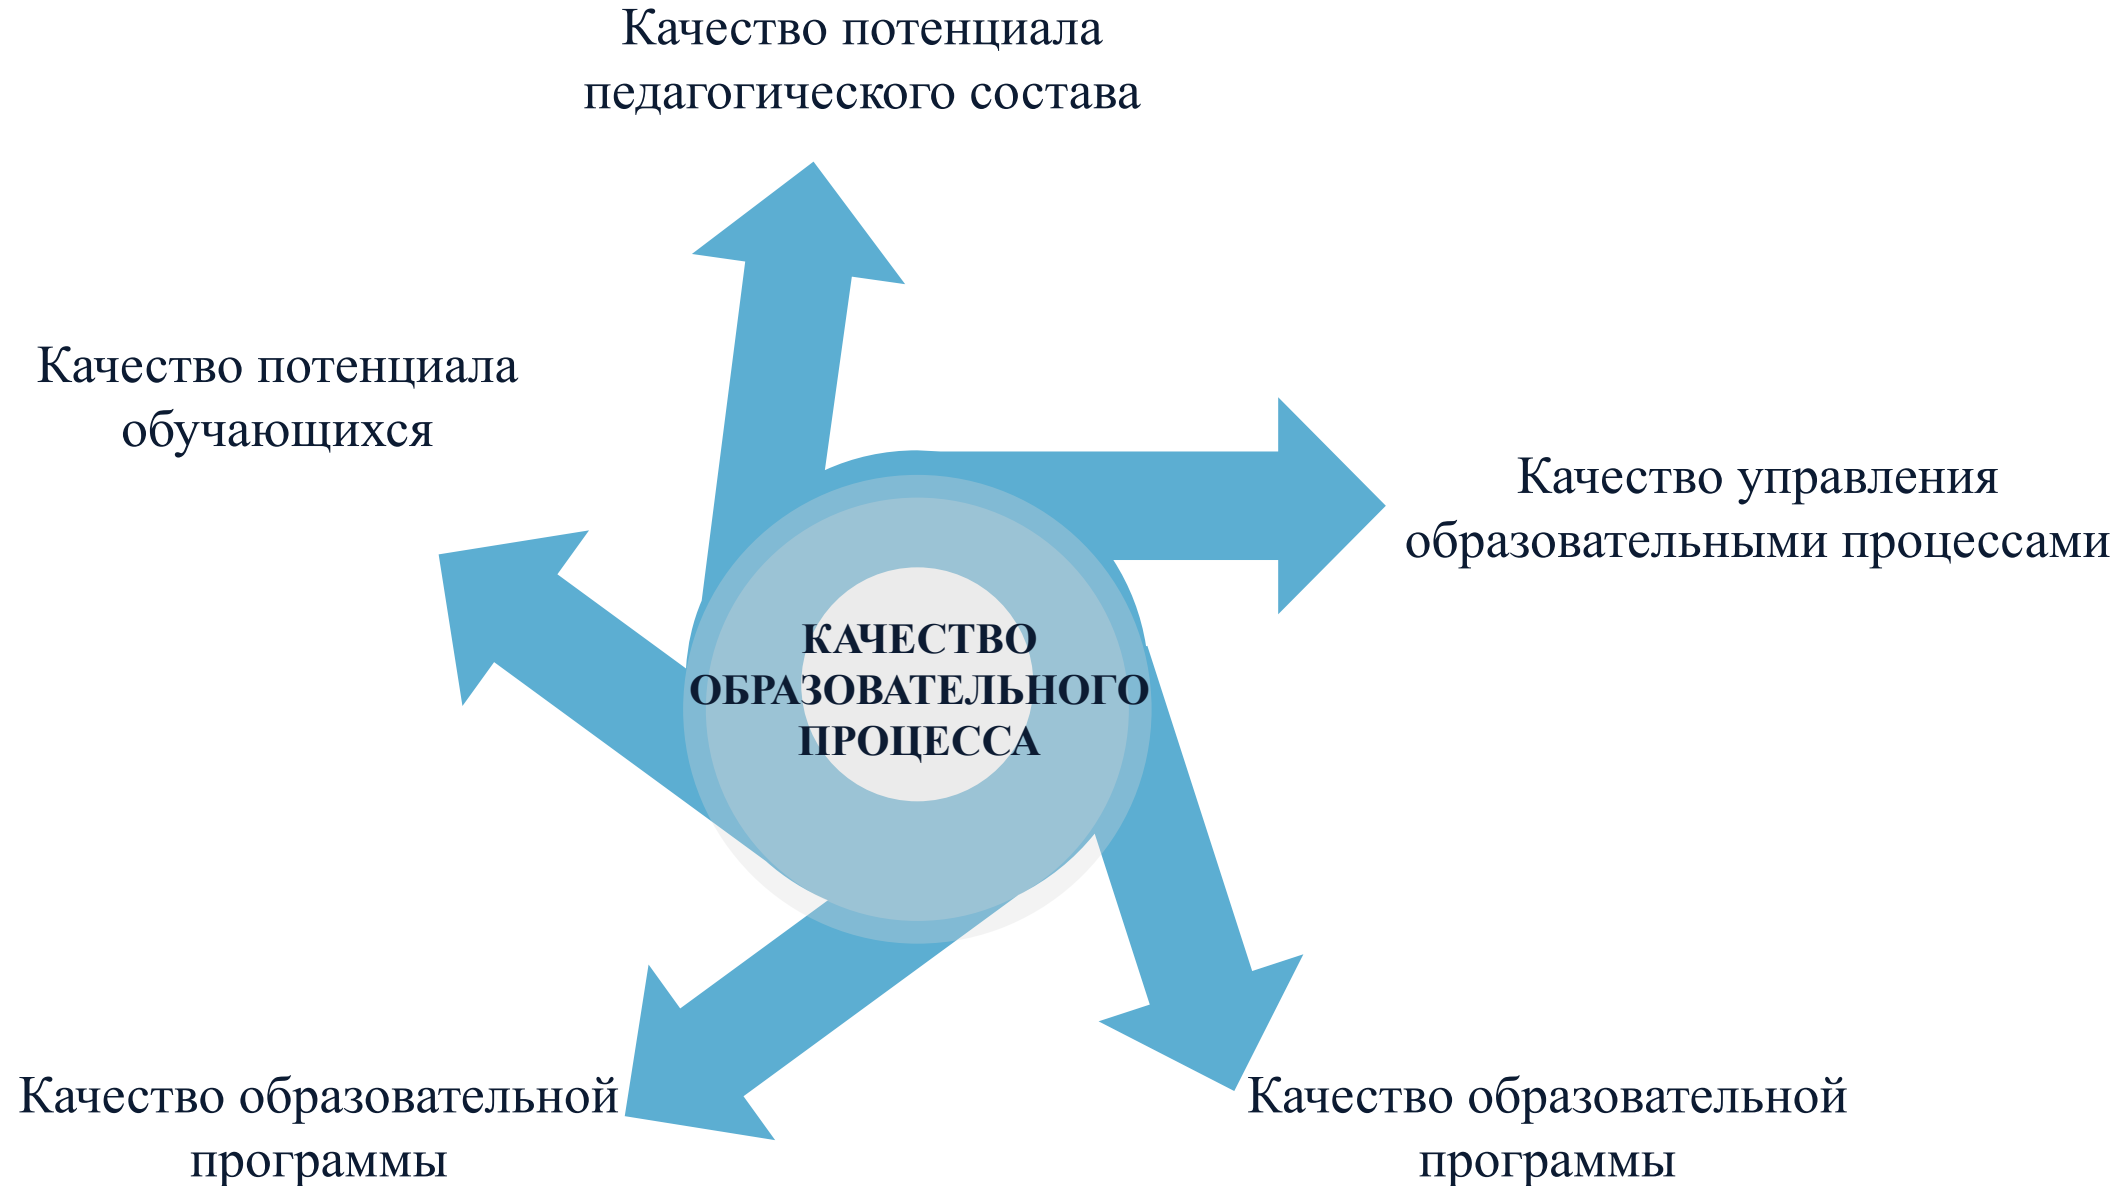 Качество потенциала
педагогического состава
Качество потенциала
обучающихся
Качество управления
образовательными процессами
КАЧЕСТВО
ОБРАЗОВАТЕЛЬНОГО
ПРОЦЕССА
Качество образовательной
программы
Качество образовательной
программы